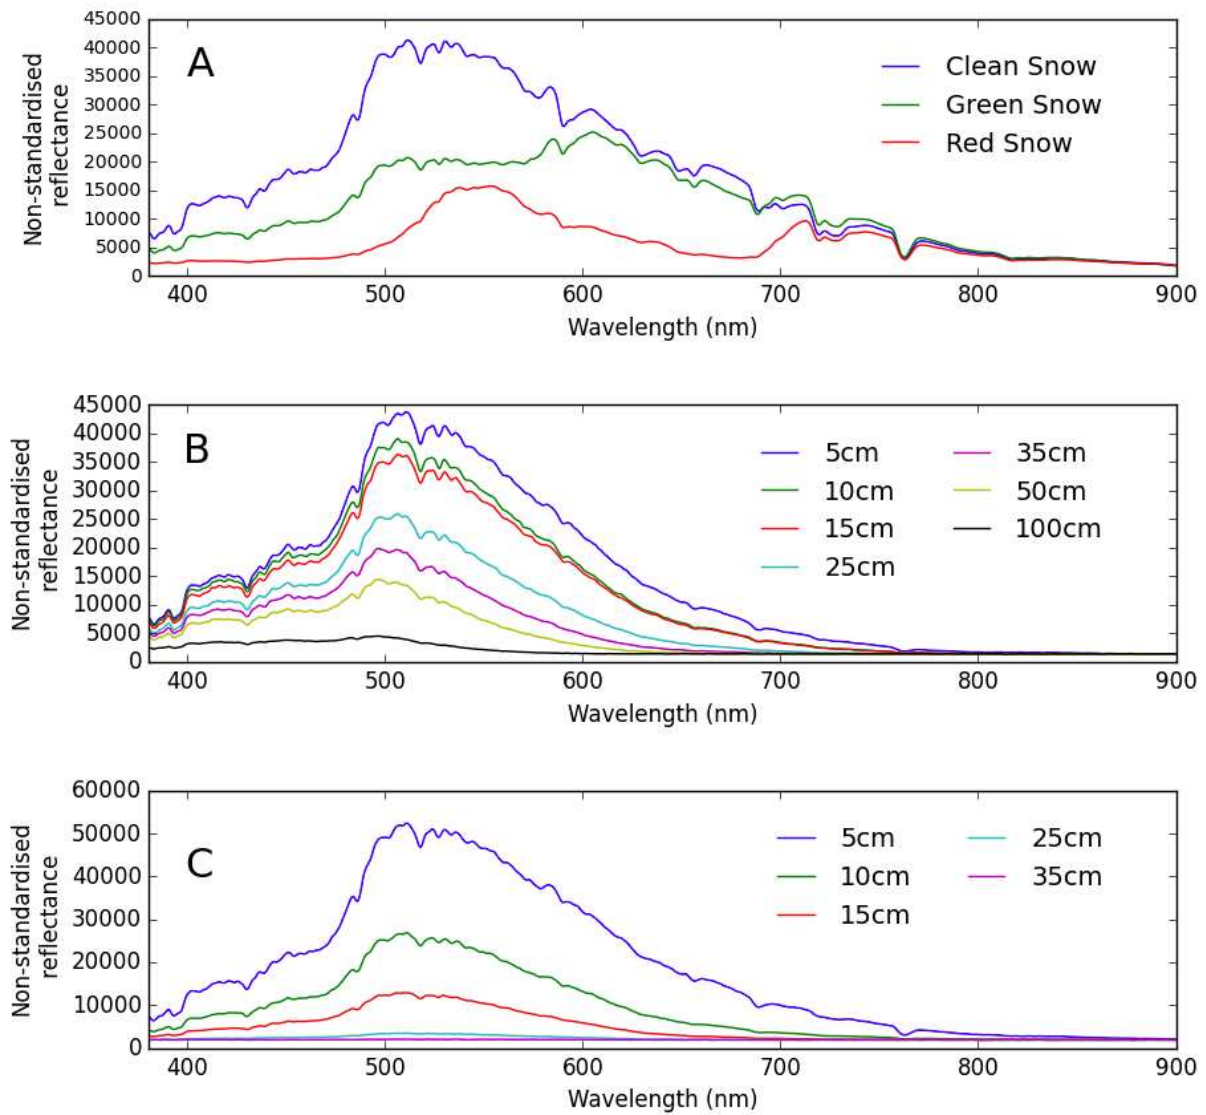 A
45000
40000
35000
30000
25000
20000
15000
10000
5000
0
Non-standardised
reflectance
Clean Snow
Green Snow
Red Snow
400 500 600 700 800 900
Wavelength (nm)
B
45000
40000
35000
30000
25000
20000
15000
10000
5000
0
Non-standardised
reflectance
5cm 35cm
10cm 50cm
15cm 100cm
25cm
400 500 600 700 800 900
Wavelength (nm)
C
60000
50000
40000
30000
20000
10000
0
Non-standardised
reflectance
5cm 25cm
10cm 35cm
15cm
400 500 600 700 800 900
Wavelength (nm)